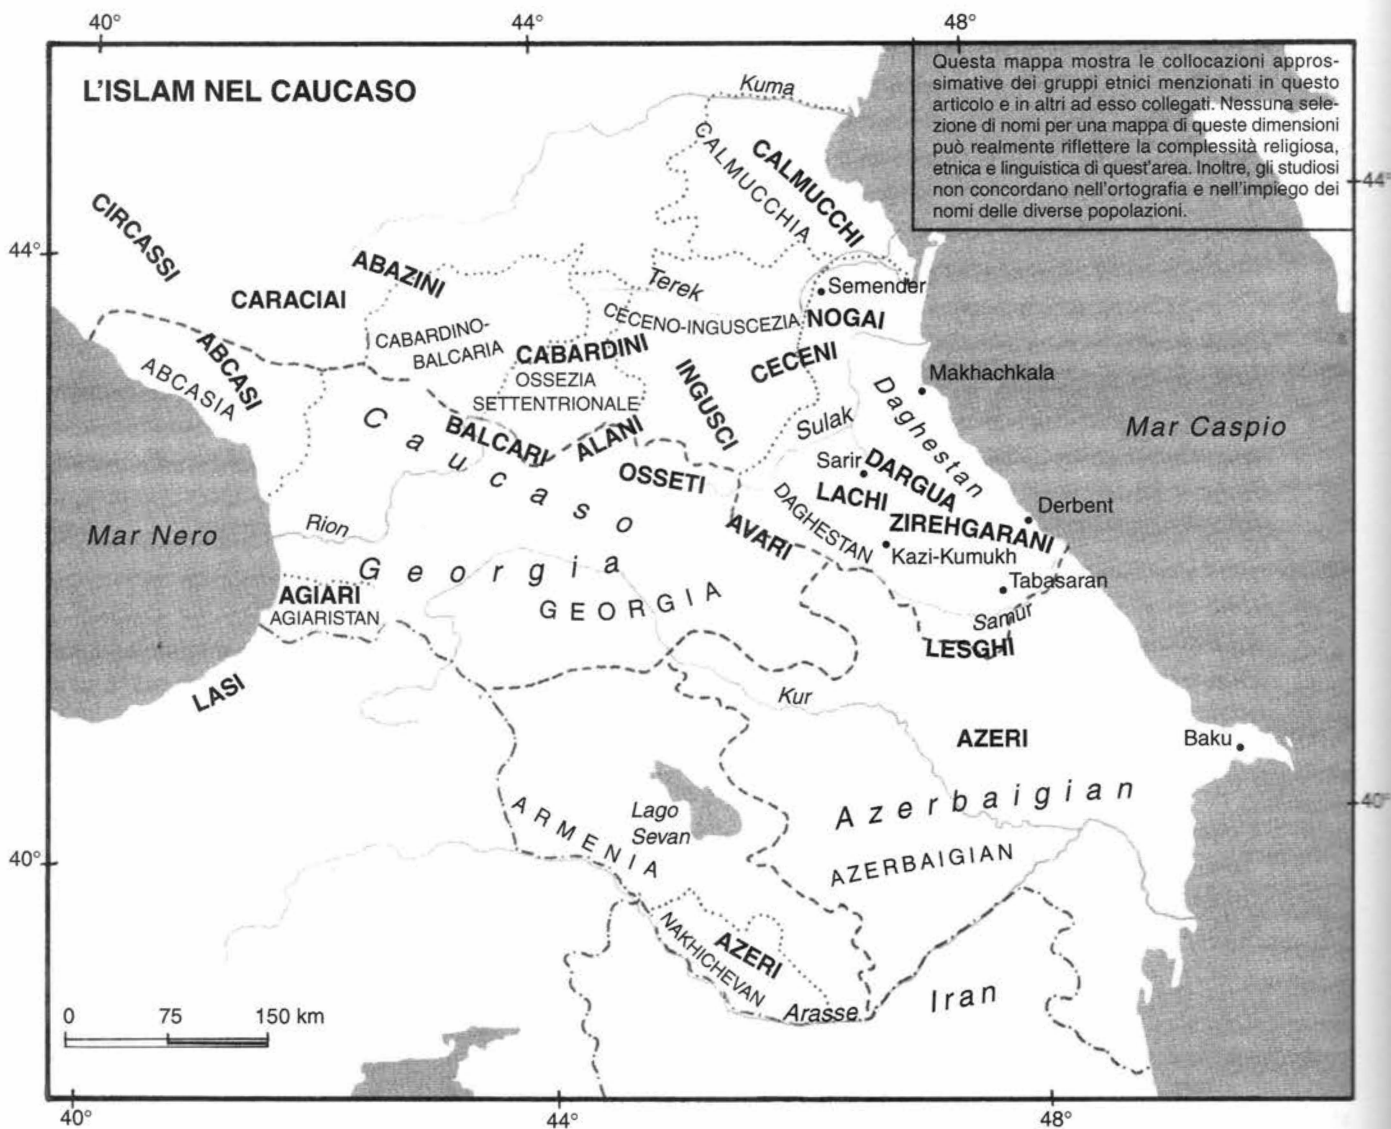 40° 44° 48°
L'ISLAM NEL CAUCASO
Questa mappa mostra le collocazioni appros-
simative dei gruppi etnici menzionati in questo
articolo e in altri ad esso collegati. Nessuna sele-
zione di nomi per una mappa di queste dimensioni
può realmente riflettere la complessità religiosa,
etnica e linguistica di quest'area. Inoltre, gli studiosi
non concordano nell'ortografia e nell'impiego dei
nomi delle diverse popolazioni.
Kuma
CALMUCCHI
CALMUCCHIA
44°
CIRCASSI
44°
ABAZINI
CARACIAI
Terek
Semender
CECENO-INGUSCEZIA
NOGAI
CABARDINO-
BALCARIA
CABARDINI
OSSEZIA
SETTENTRIONALE
ABCASI
ABCASIA
INGUSCI
CECENI
Makhachkala
Daghestan
Mar Caspio
Caucaso
BALCARI
ALANI
OSSETI
Sulak
Sarir
DARGUA
LACHI
DAGHESTAN
ZIREHGARANI
Derbent
AVARI
Kazi-Kumukh
Tabasaran
Mar Nero
Rion
Georgia
GEORGIA
AGIARI
AGIARISTAN
Samur
LESGHI
LASI
Kur
AZERI
Baku
Azerbaigian
40°
AZERBAIGIAN
Lago
Sevan
ARMENIA
40°
AZERI
NAKHICHEVAN
Arasse
Iran
0 75 150 km
40° 44° 48°